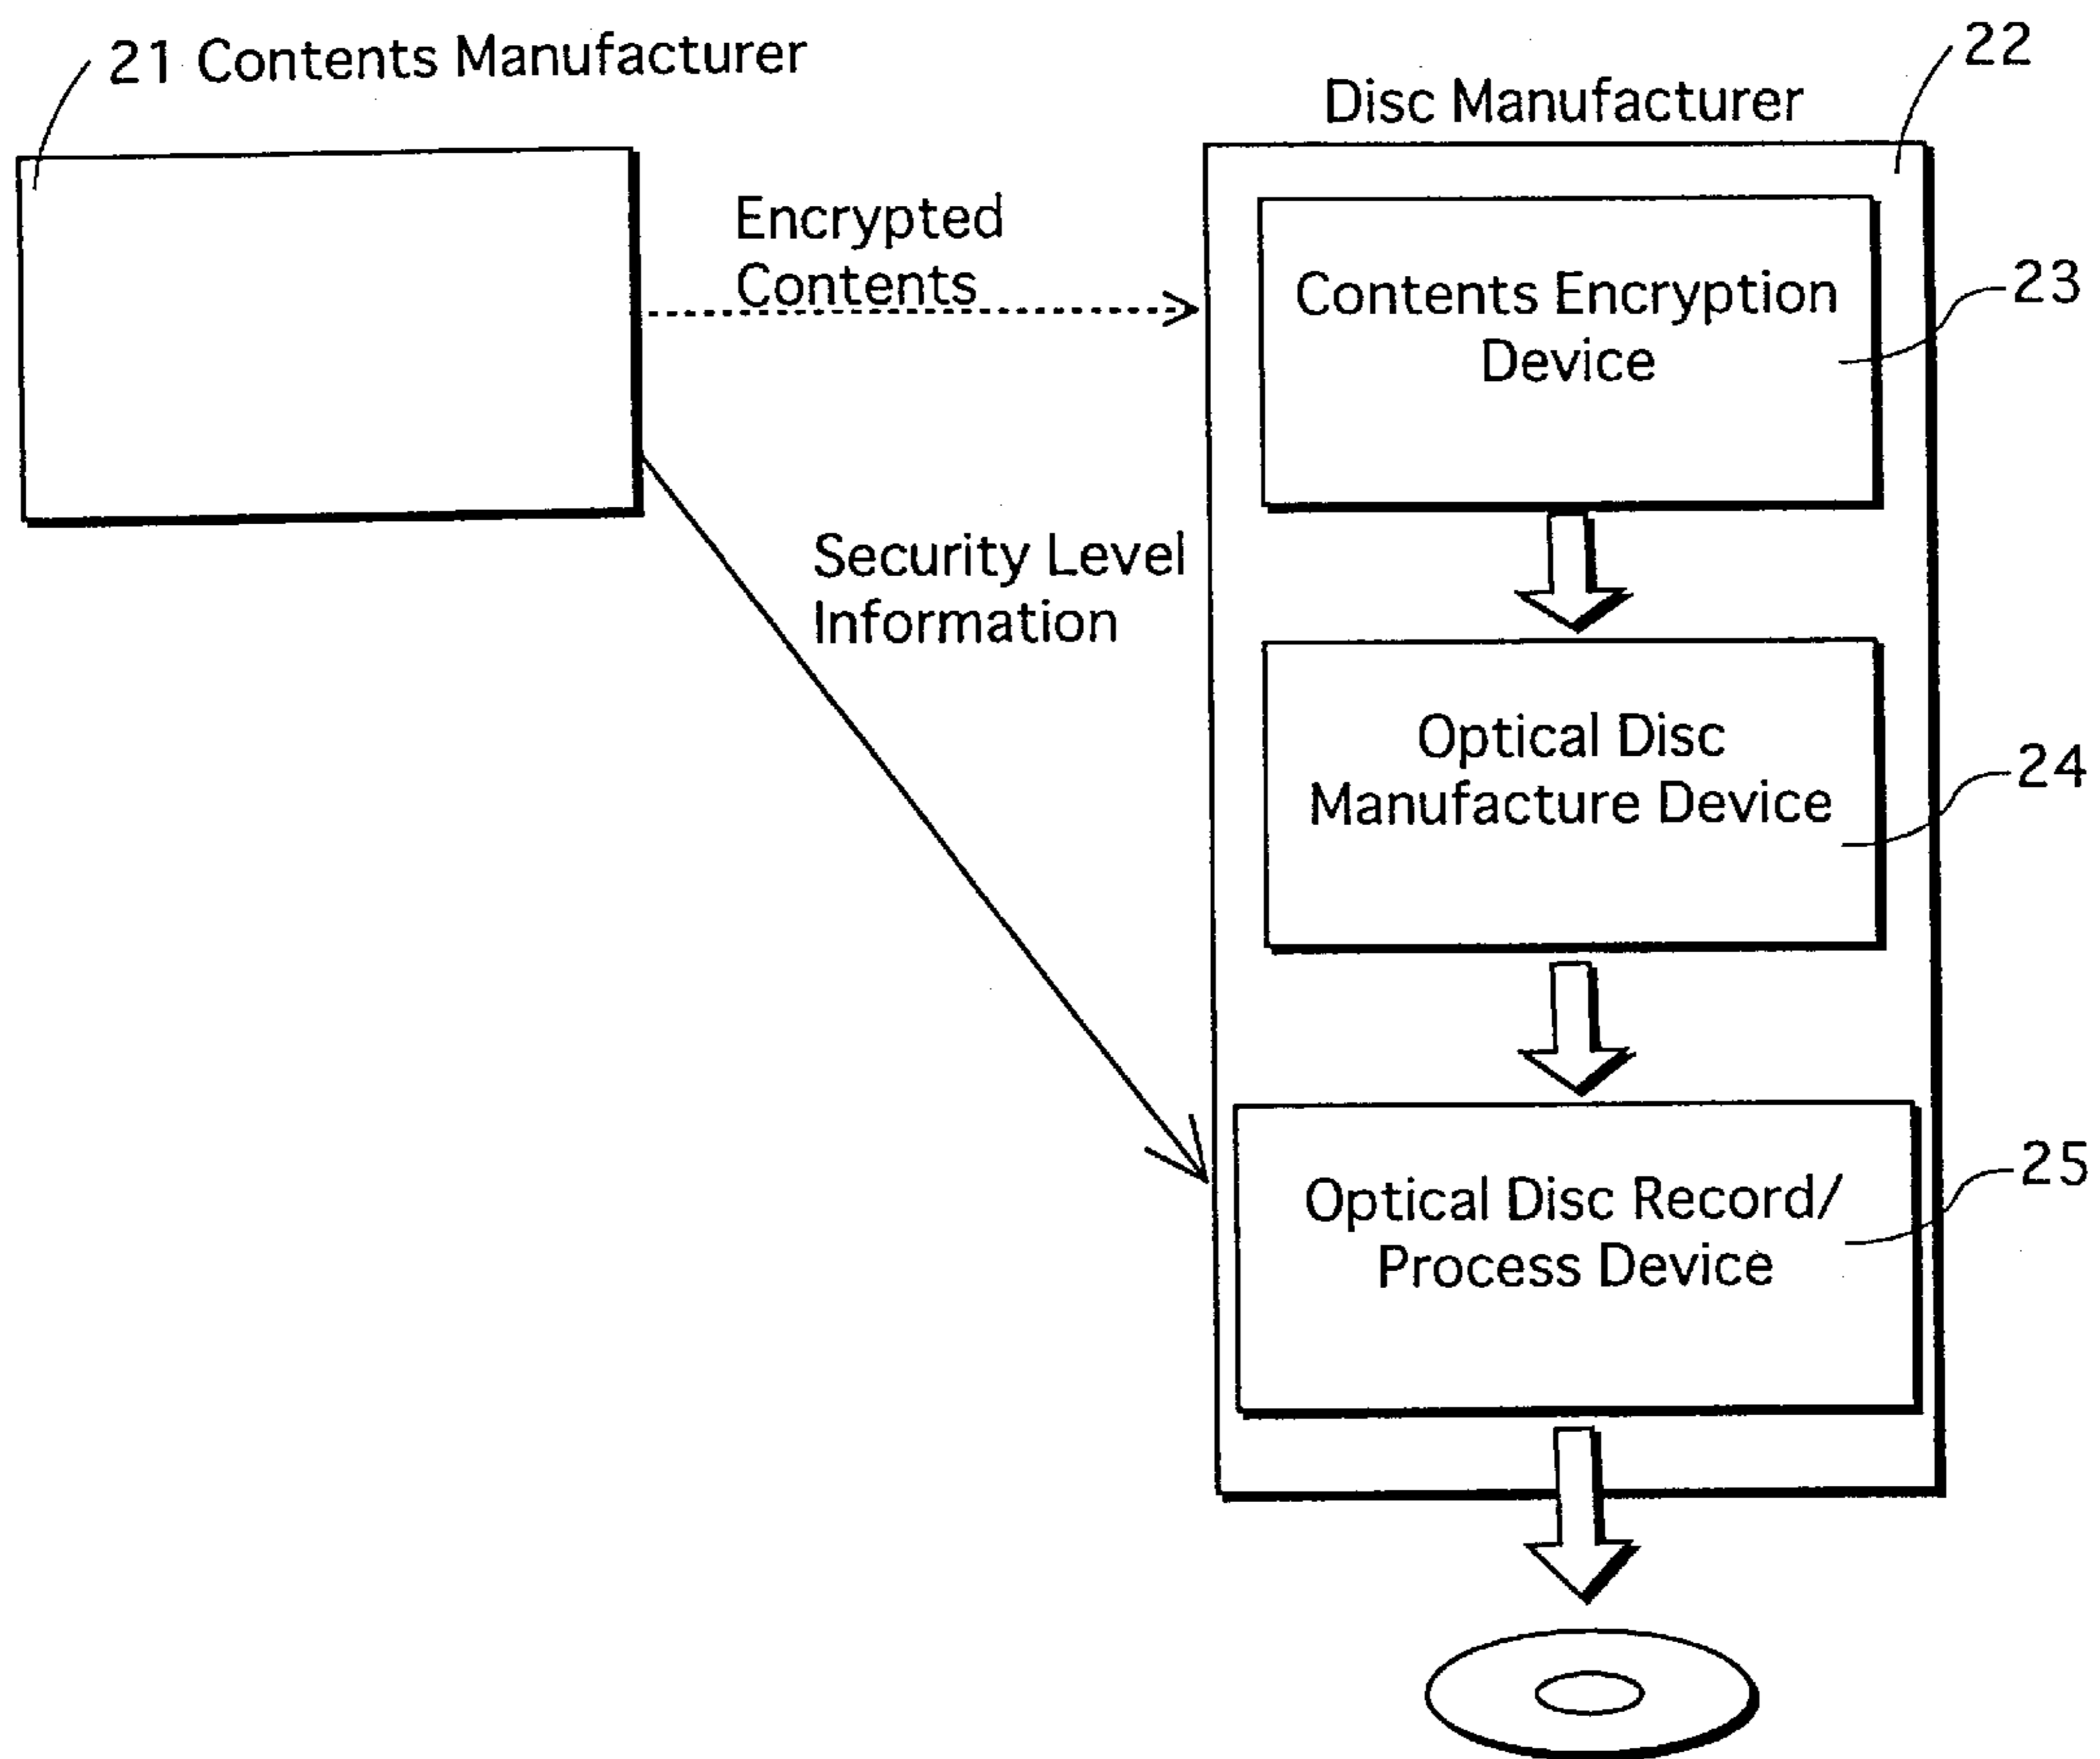 21 Contents Manufacturer
22
Disc Manufacturer
Encrypted
Contents
Contents Encryption
Device
23
Security Level
Information
Optical Disc
Manufacture Device
24
Optical Disc Record/
Process Device
25